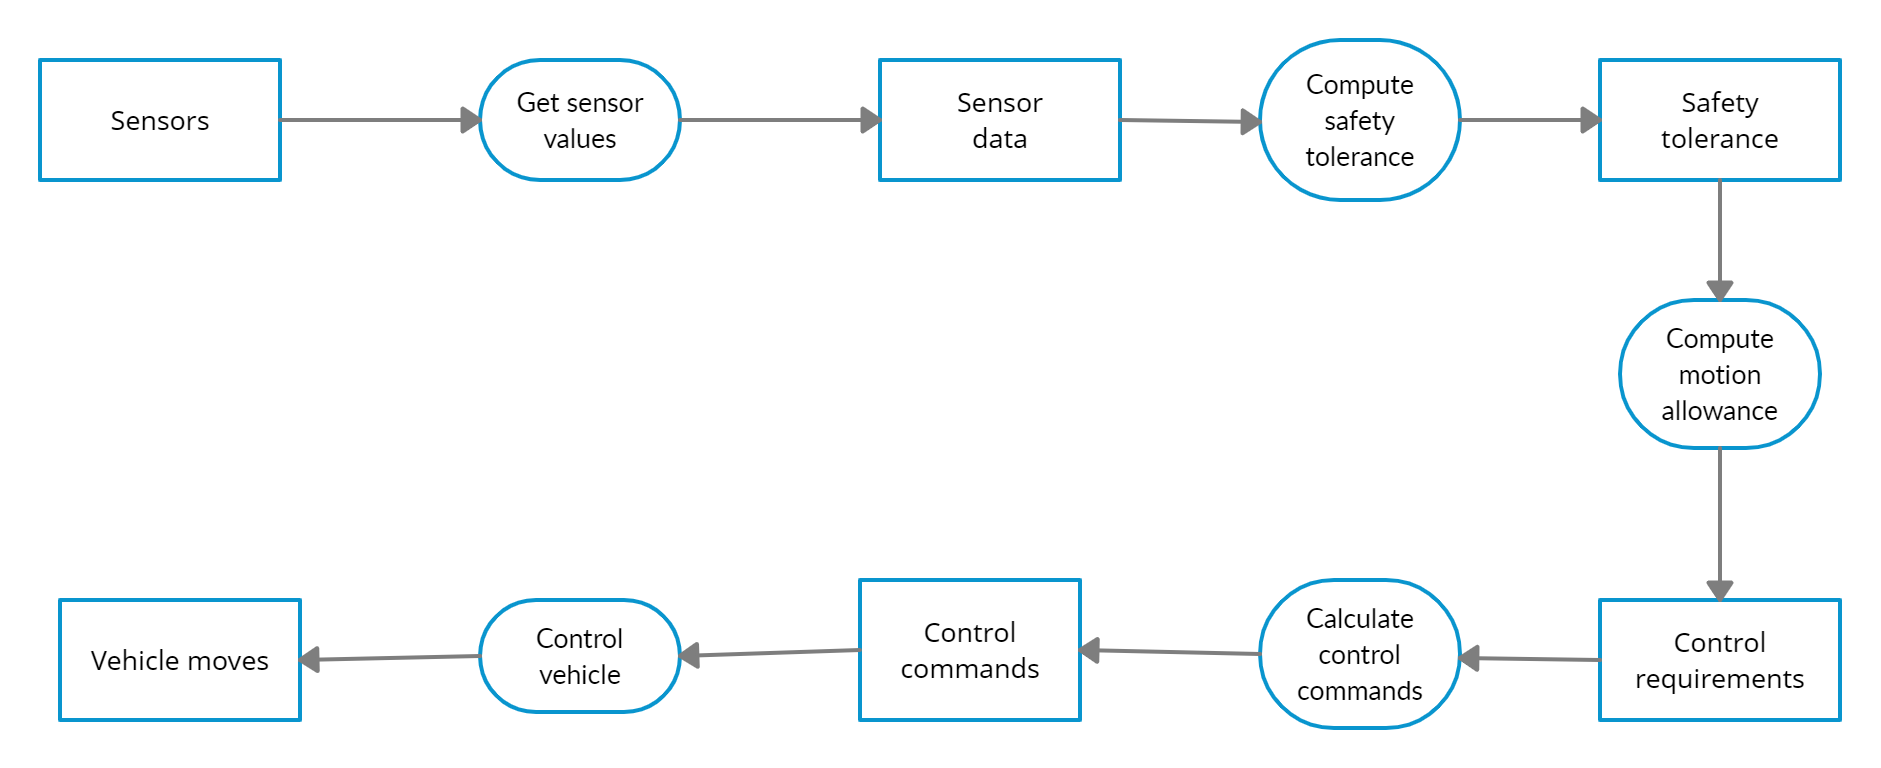 Sensors
Get sensor
values
Sensor
data
Compute
safety
tolerance
Safety
tolerance
Compute
motion
allowance
Control
requirements
Calculate
control
commands
Control
commands
Control
vehicle
Vehicle moves